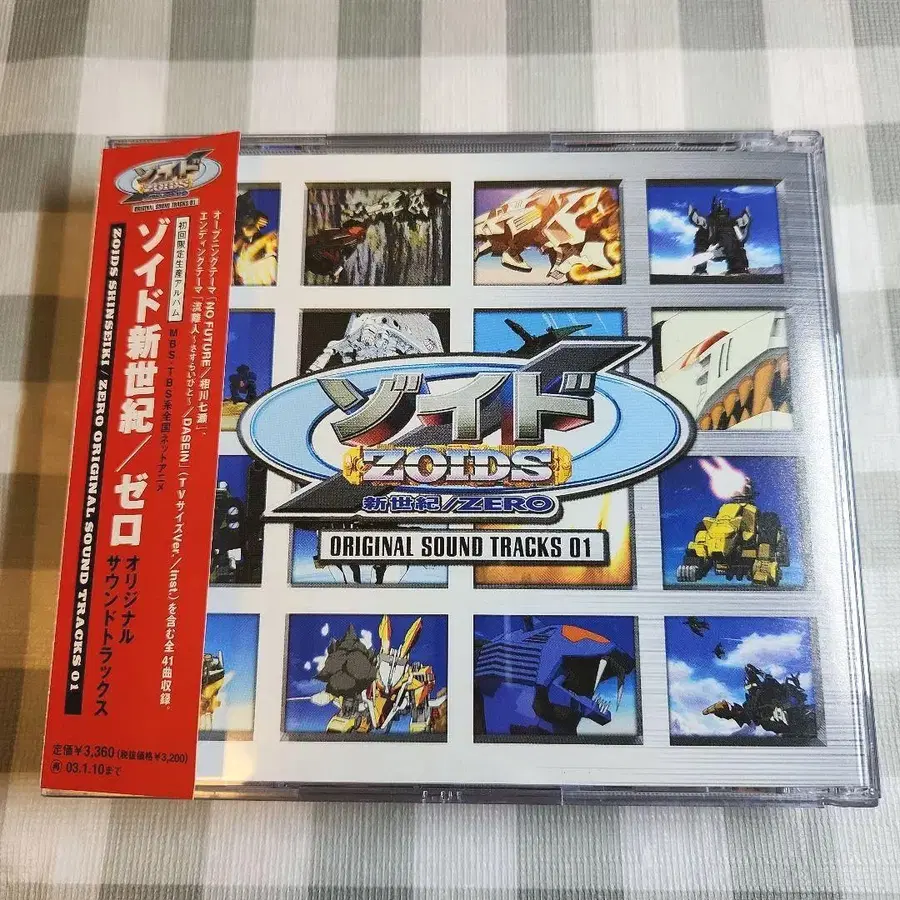 ゾイド
ZOIDS
ORIGINAL SOUND TRACKS 01
ゾイド新世紀/ゼロ
オリジナル
サウンドトラックス
ZOIDS SHINSEIKI / ZERO ORIGINAL SOUND TRACKS 01
オープニングテーマ「NO FUTURE/相川七瀬」、
エンディングテーマ「漂離人〜さすらいびと〜/DASEIN」(TVサイズVer./inst.)を含む全41曲収録。
初回限定生産アルバム
MBS・TBS系全国ネットアニメ
定価¥3,360(税抜価格¥3,200)
再 03.1.10まで
ゾイド
ZOIDS
新世紀/ZERO
ORIGINAL SOUND TRACKS 01